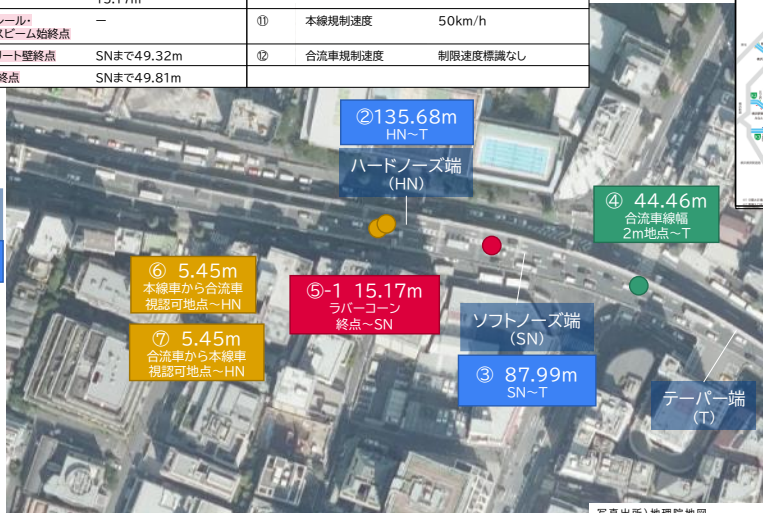 15.17m
ール・
スビーム始終点
―
⑪ 本線規制速度 50km/h
リート壁終点 SNまで49.32m
⑫ 合流車規制速度 制限速度標識なし
終点 SNまで49.81m
②135.68m
HN～T
ハードノーズ端
(HN)
④ 44.46m
合流車線幅
2m地点～T
⑥ 5.45m
本線車から合流車
視認可地点～HN
⑤-1 15.17m
ラバーコーン
終点～SN
ソフトノーズ端
(SN)
⑦ 5.45m
合流車から本線車
視認可地点～HN
③ 87.99m
SN～T
テーパー端
(T)
写真出所)地理院地図